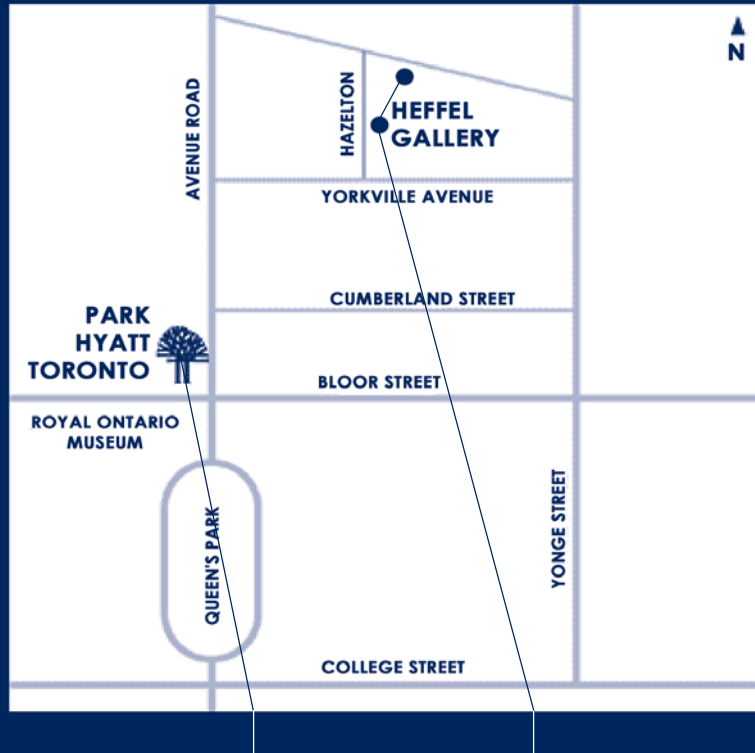 N
AVENUE ROAD
HAZELTON
HEFFEL
GALLERY
YORKVILLE AVENUE
CUMBERLAND STREET
PARK
HYATT
TORONTO
BLOOR STREET
ROYAL ONTARIO
MUSEUM
QUEEN'S PARK
YONGE STREET
COLLEGE STREET